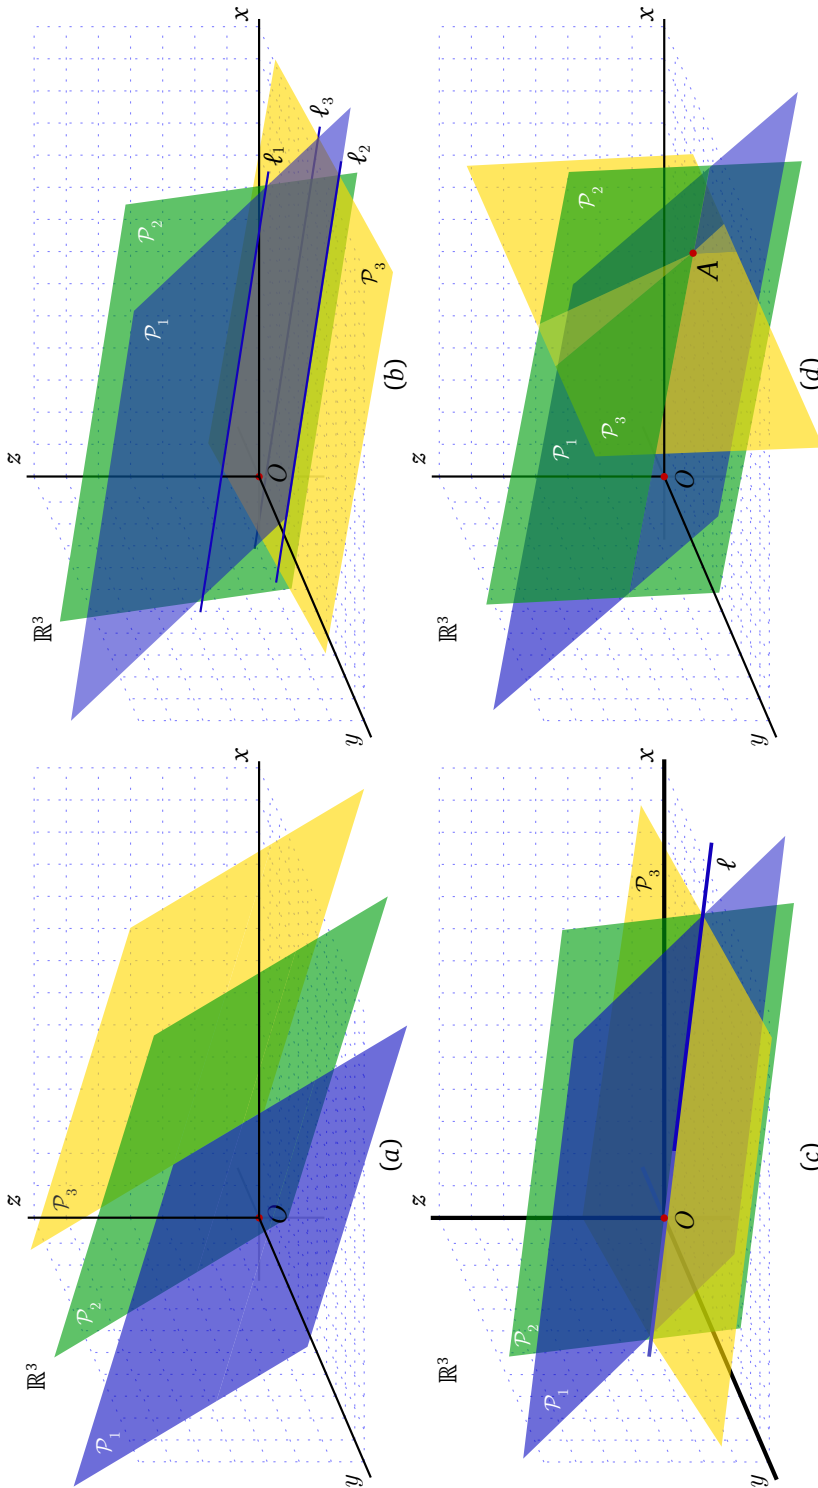 ℝ³
z
x
y
O
𝒫₁
𝒫₂
𝒫₃
(a)
ℝ³
z
x
y
O
𝒫₁
𝒫₂
𝒫₃
ℓ₁
ℓ₃
ℓ₂
(b)
ℝ³
z
x
y
O
𝒫₁
𝒫₂
𝒫₃
ℓ
(c)
ℝ³
z
x
y
O
𝒫₁
𝒫₂
𝒫₃
A
(d)